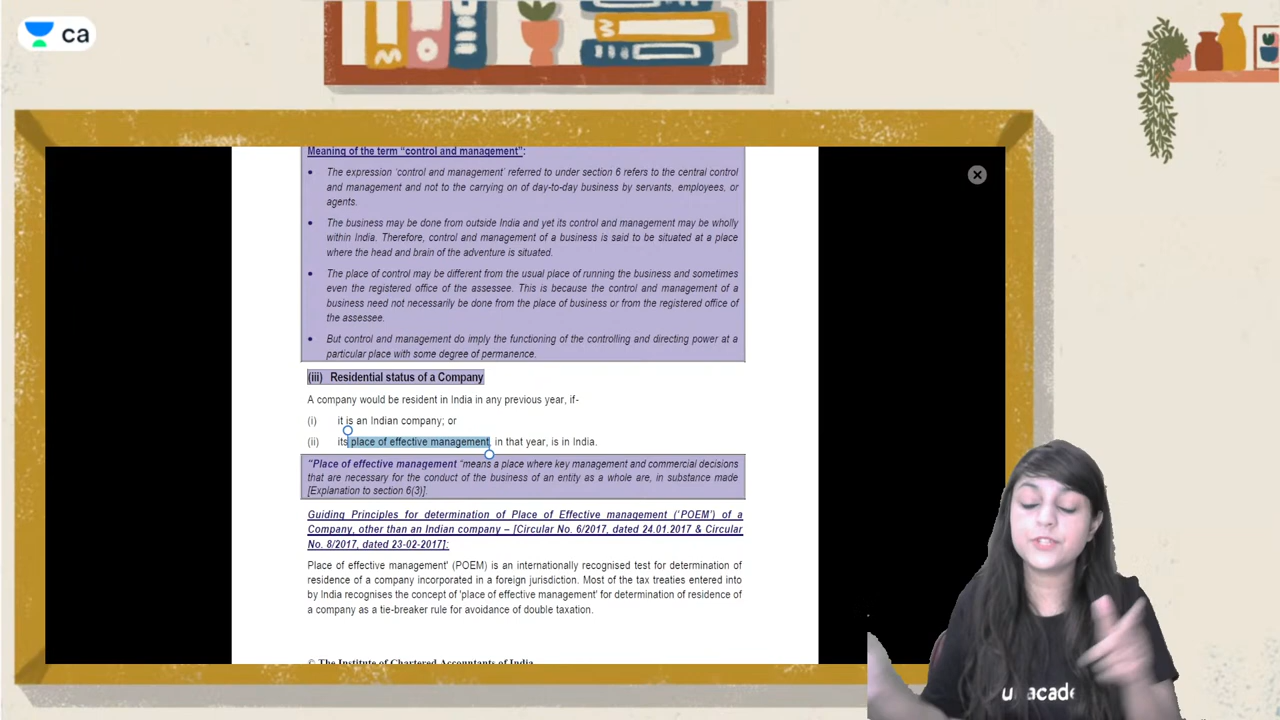 ca
Meaning of the term “control and management”:
• The expression ‘control and management’ referred to under section 6 refers to the central control
and management and not to the carrying on of day-to-day business by servants, employees, or
agents.
• The business may be done from outside India and yet its control and management may be wholly
within India. Therefore, control and management of a business is said to be situated at a place
where the head and brain of the adventure is situated.
• The place of control may be different from the usual place of running the business and sometimes
even the registered office of the assessee. This is because the control and management of a
business need not necessarily be done from the place of business or from the registered office of
the assessee.
• But control and management do imply the functioning of the controlling and directing power at a
particular place with some degree of permanence.
(iii) Residential status of a Company
A company would be resident in India in any previous year, if-
(i) it is an Indian company; or
(ii) its place of effective management, in that year, is in India.
“Place of effective management “means a place where key management and commercial decisions
that are necessary for the conduct of the business of an entity as a whole are, in substance made
[Explanation to section 6(3)].
Guiding Principles for determination of Place of Effective management (‘POEM’) of a
Company, other than an Indian company – [Circular No. 6/2017, dated 24.01.2017 & Circular
No. 8/2017, dated 23-02-2017]:
Place of effective management' (POEM) is an internationally recognised test for determination of
residence of a company incorporated in a foreign jurisdiction. Most of the tax treaties entered into
by India recognises the concept of 'place of effective management' for determination of residence of
a company as a tie-breaker rule for avoidance of double taxation.
© The Institute of Chartered Accountants of India